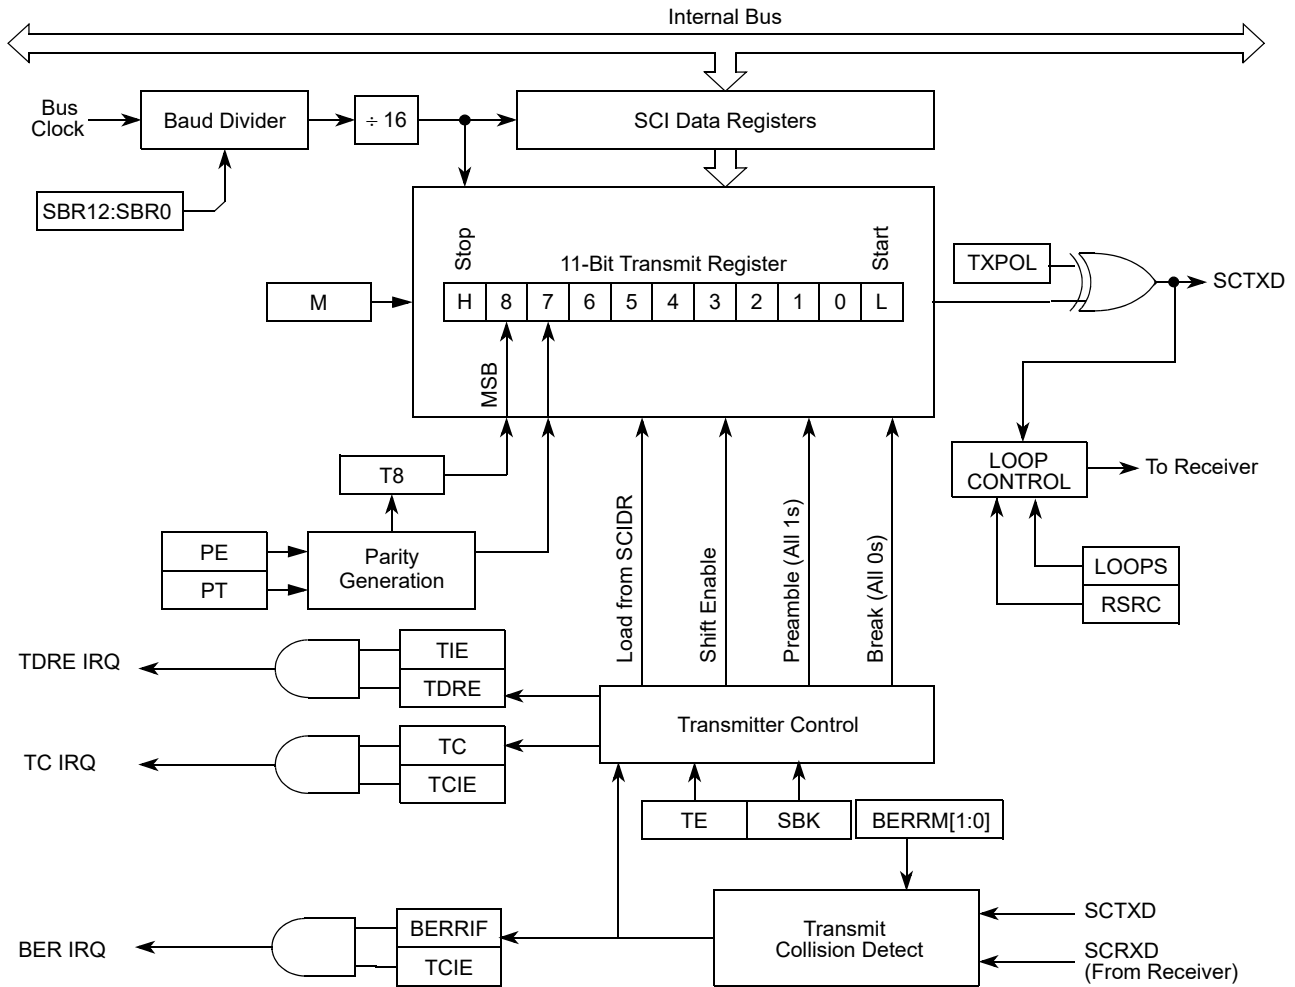 Internal Bus
Bus
Clock
Baud Divider
÷ 16
SCI Data Registers
SBR12:SBR0
Stop
11-Bit Transmit Register
Start
M
H 8 7 6 5 4 3 2 1 0 L
TXPOL
SCTXD
MSB
T8
LOOP
CONTROL
To Receiver
PE
PT
Parity
Generation
Load from SCIDR
Shift Enable
Preamble (All 1s)
Break (All 0s)
LOOPS
RSRC
TDRE IRQ
TIE
TDRE
Transmitter Control
TC IRQ
TC
TCIE
TE
SBK
BERRM[1:0]
BER IRQ
BERRIF
TCIE
Transmit
Collision Detect
SCTXD
SCRXD
(From Receiver)